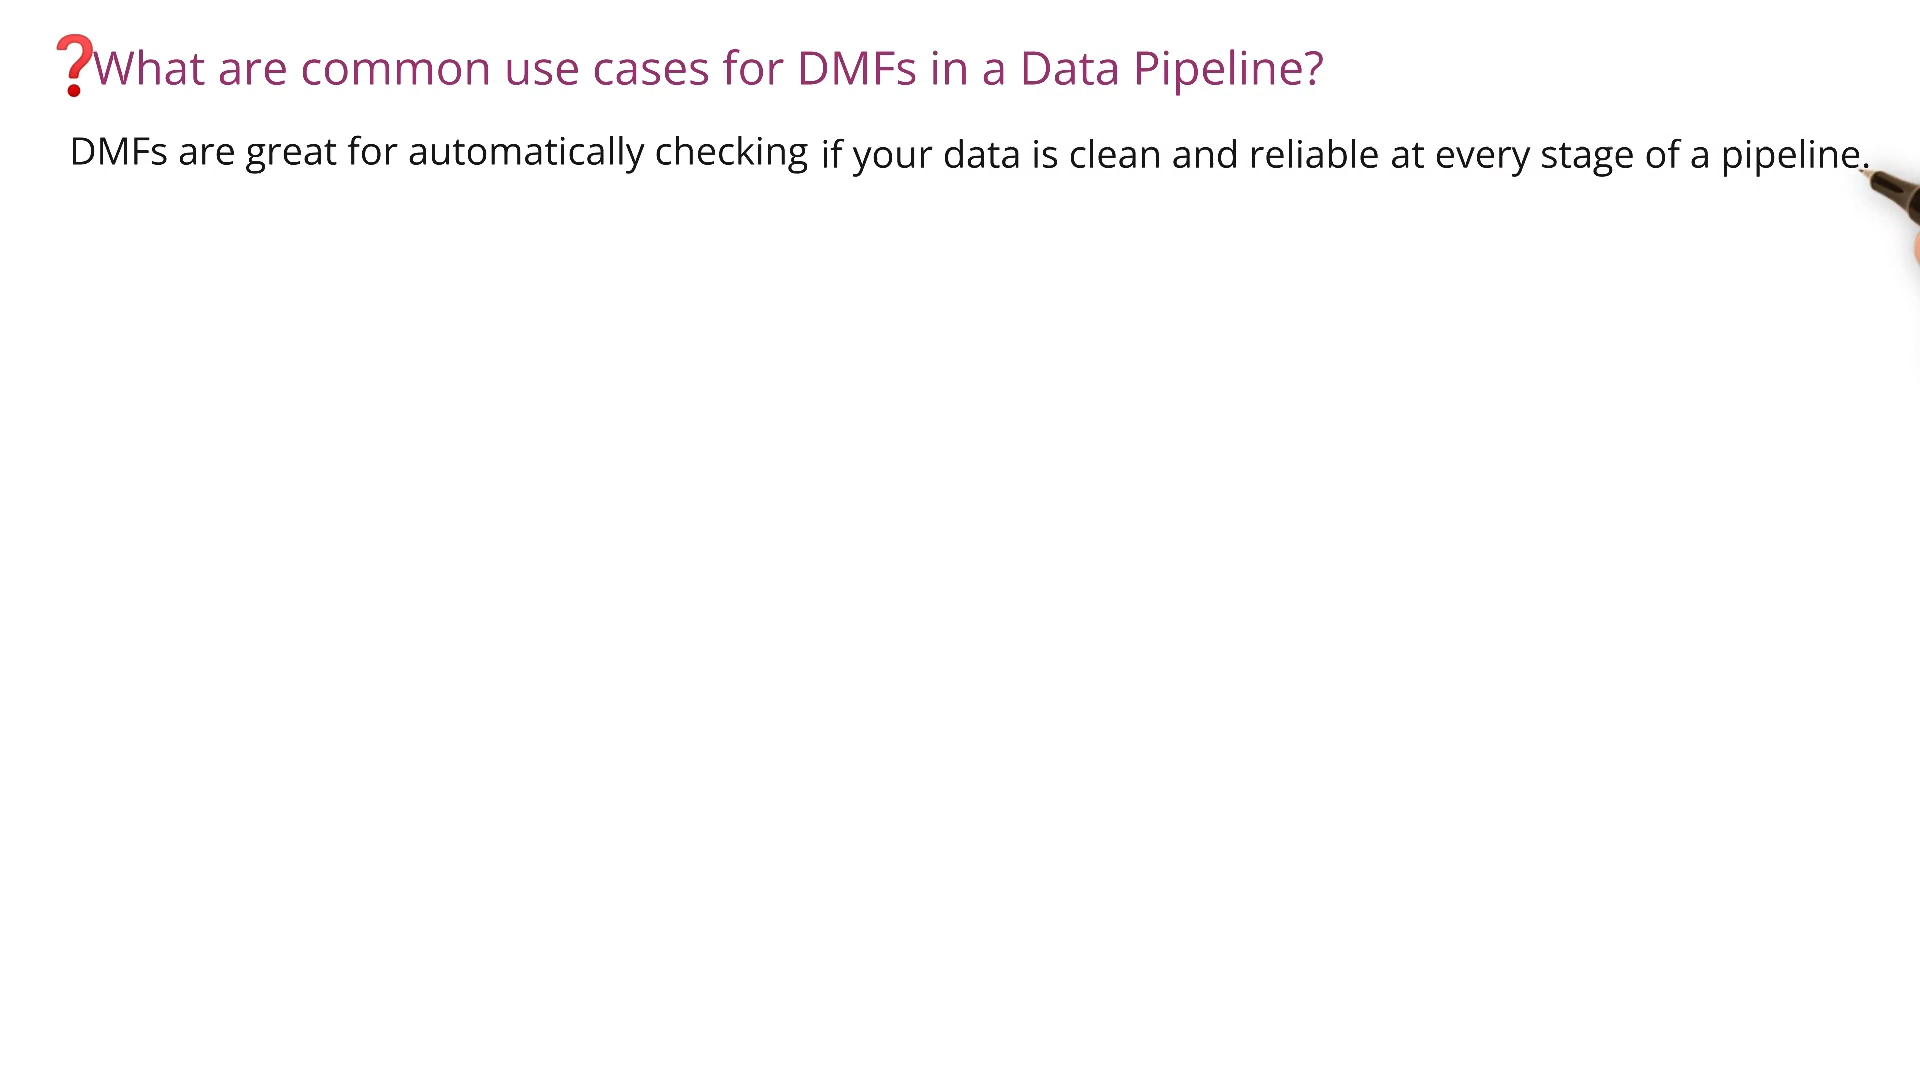 ❓What are common use cases for DMFs in a Data Pipeline?
DMFs are great for automatically checking if your data is clean and reliable at every stage of a pipeline.